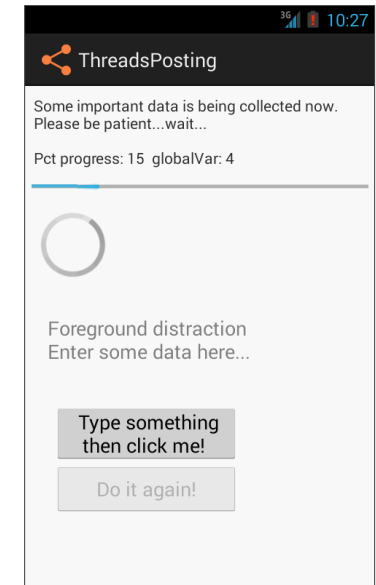 3G 10:27
ThreadsPosting
Some important data is being collected now.
Please be patient...wait...
Pct progress: 15  globalVar: 4
Foreground distraction
Enter some data here...
Type something
then click me!
Do it again!